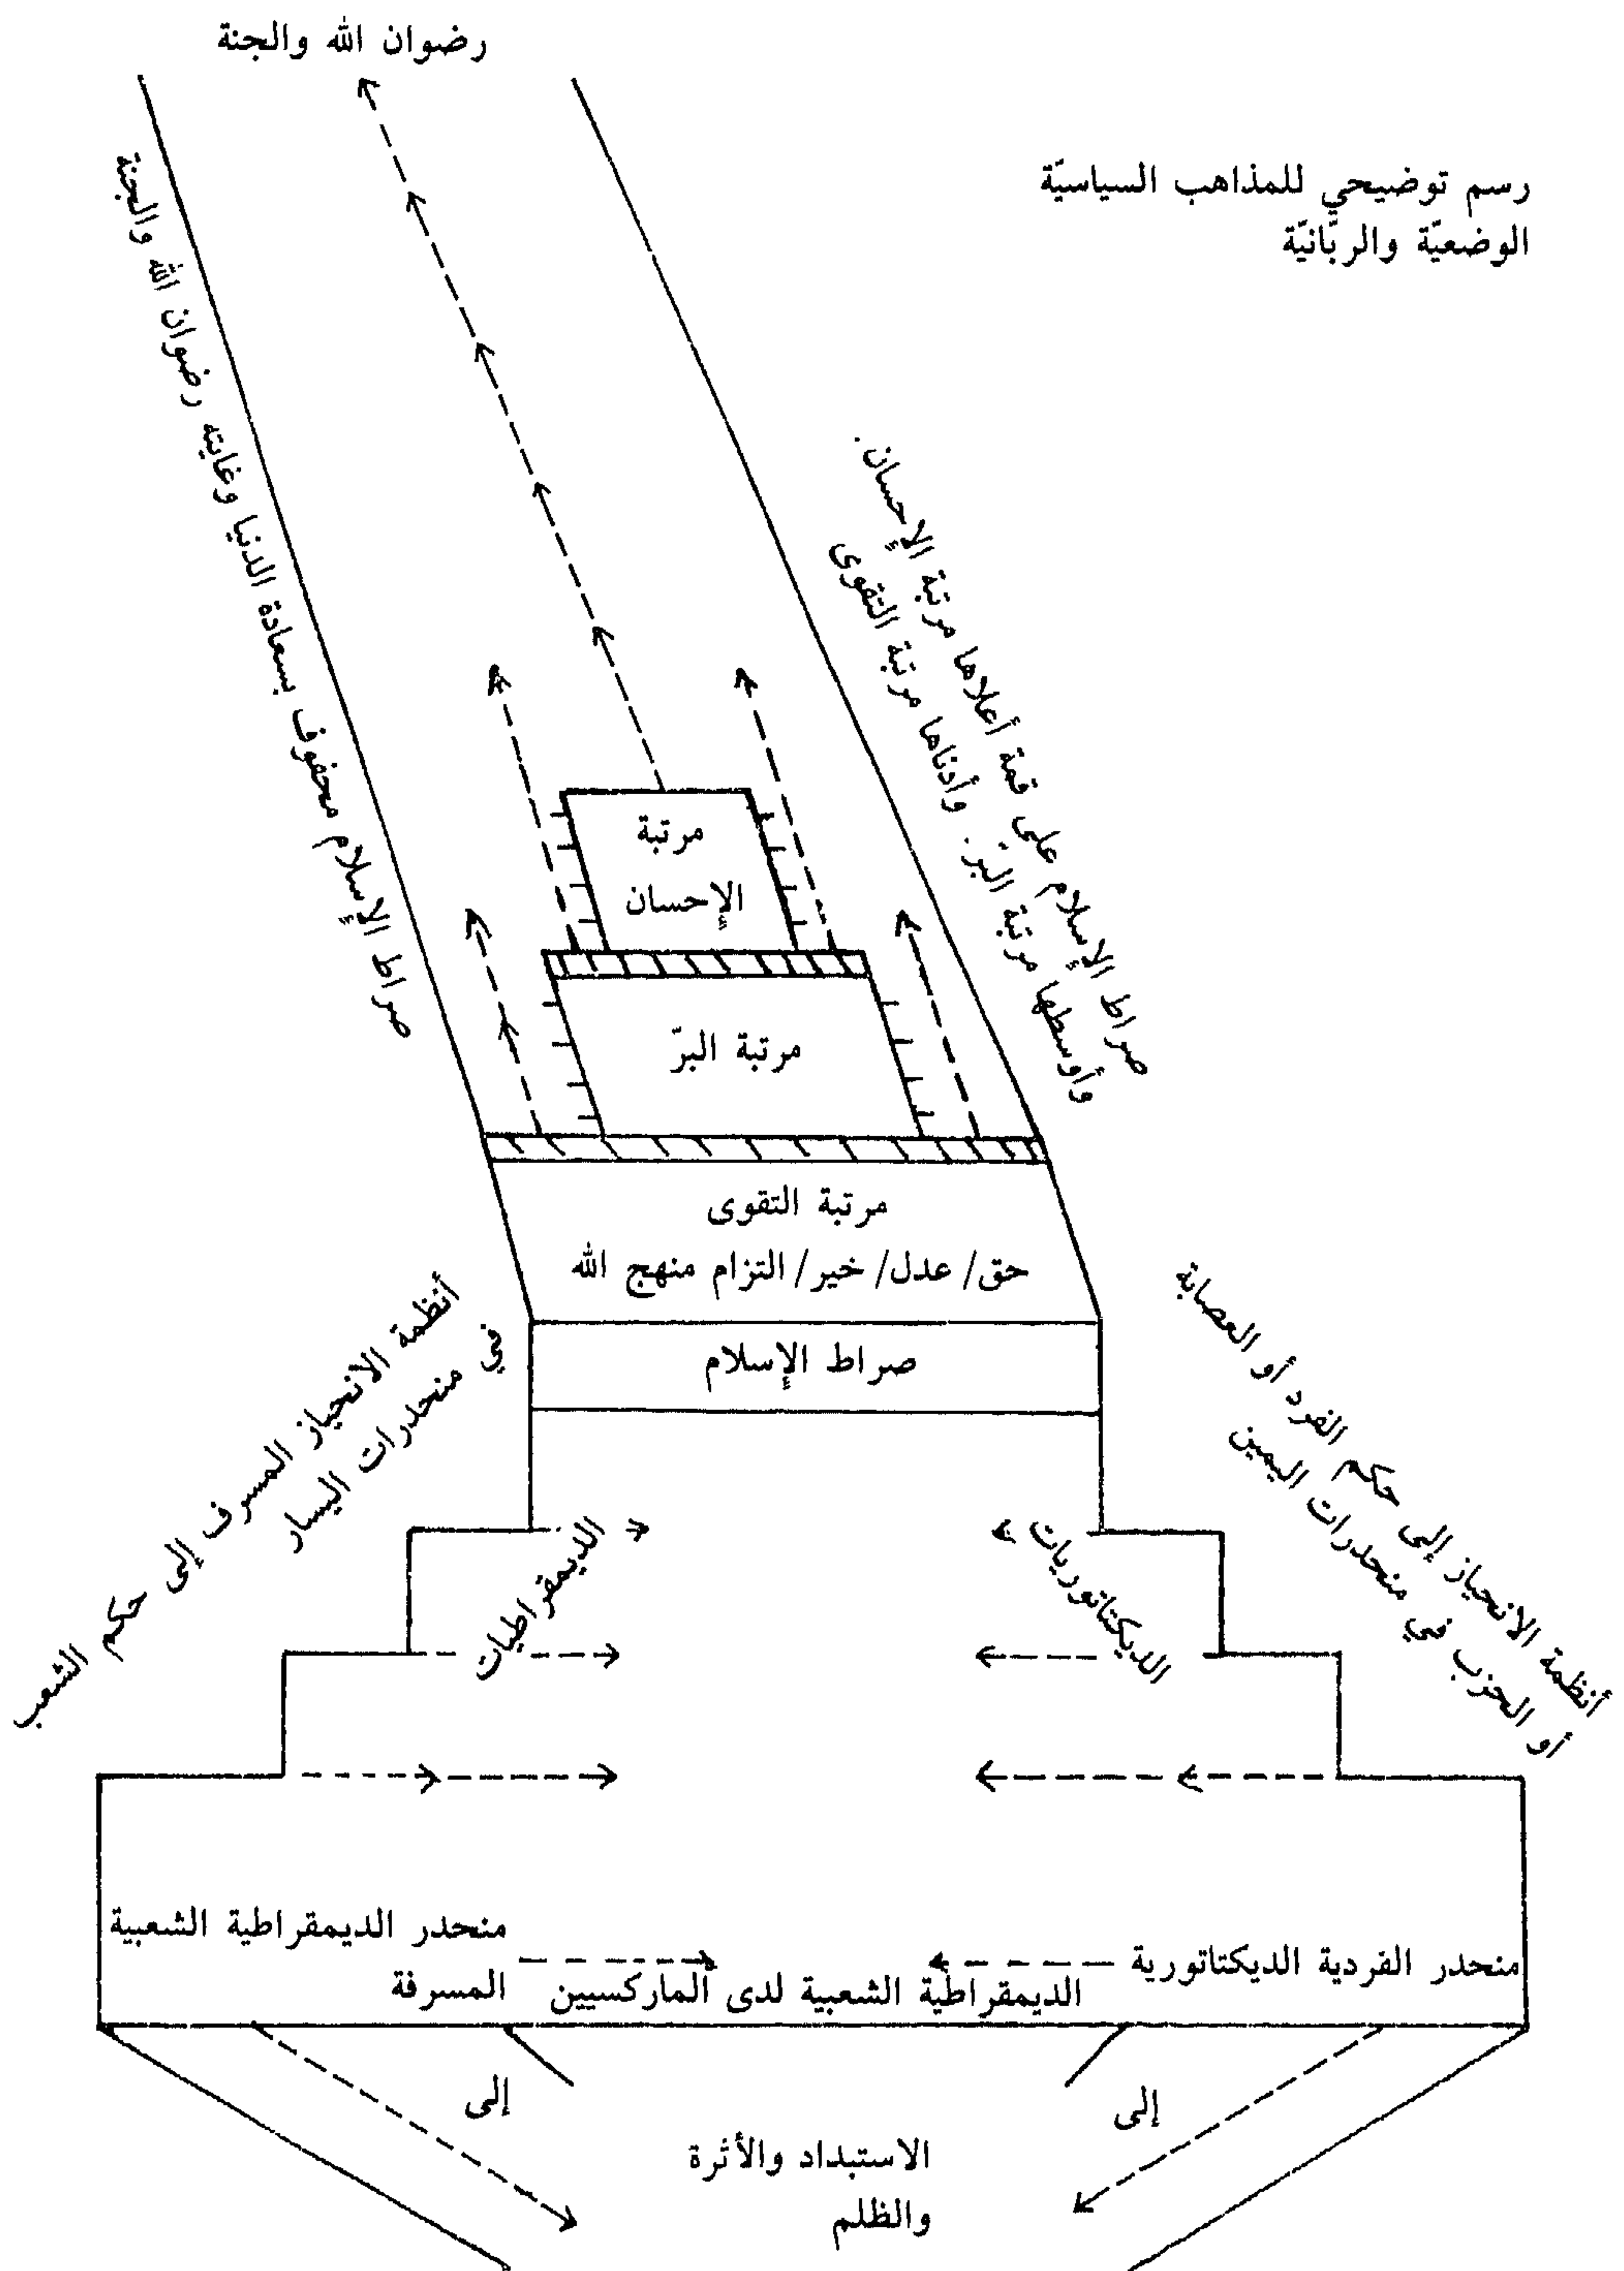 رضوان الله والجنة
رسم توضيحي للمذاهب السياسيّة
الوضعيّة والربّانيّة
صراط الإسلام محفوف بسعادة الدنيا وغايته رضوان الله والجنة
صراط الإسلام على قمة أعلاها مرتبة الإحسان.
وأوسطها مرتبة البرّ. وأدناها مرتبة التقوى
مرتبة
الإحسان
مرتبة البرّ
مرتبة التقوى
حق/ عدل/ خير/ التزام منهج الله
صراط الإسلام
أنظمة الانحياز إلى حكم الفرد أو العصابة
أو الحزب في منحدرات اليمين
أنظمة الانحياز المسرف إلى حكم الشعب
في منحدرات اليسار
الديكتاتوريات
الديمقراطيات
منحدر الفردية الديكتاتورية
منحدر الديمقراطية الشعبية
المسرفة
الديمقراطية الشعبية لدى الماركسيين
إلى
إلى
الاستبداد والأثرة
والظلم